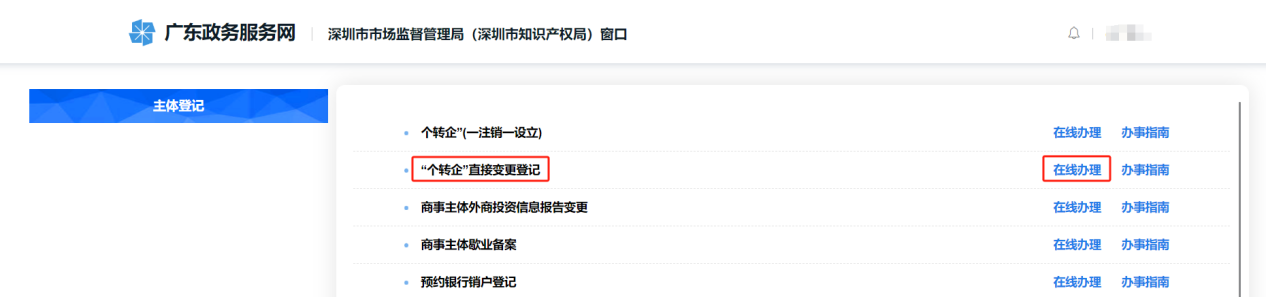 广东政务服务网 深圳市市场监督管理局（深圳市知识产权局）窗口
主体登记
个转企”(一注销一设立) 在线办理 办事指南
“个转企”直接变更登记 在线办理 办事指南
商事主体外商投资信息报告变更 在线办理 办事指南
商事主体歇业备案 在线办理 办事指南
预约银行销户登记 在线办理 办事指南